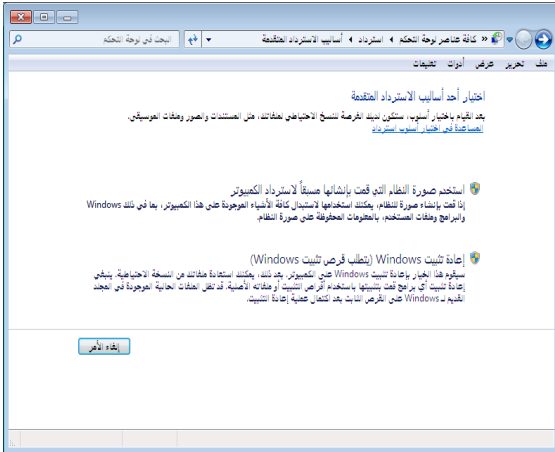 « كافة عناصر لوحة التحكم ‹ استرداد ‹ أساليب الاسترداد المتقدمة
البحث في لوحة التحكم
ملف تحرير عرض أدوات تعليمات
اختيار أحد أساليب الاسترداد المتقدمة
بعد القيام باختيار أسلوب، ستكون لديك الفرصة للنسخ الاحتياطي لملفاتك، مثل المستندات والصور وملفات الموسيقى.
المساعدة في اختيار أسلوب استرداد
استخدم صورة النظام التي قمت بإنشائها مسبقاً لاسترداد الكمبيوتر
إذا قمت بإنشاء صورة للنظام، يمكنك استخدامها لاستبدال كافة الأشياء الموجودة على هذا الكمبيوتر، بما في ذلك Windows
والبرامج وملفات المستخدم، بالمعلومات المحفوظة على صورة النظام.
إعادة تثبيت Windows (يتطلب قرص تثبيت Windows)
سيقوم هذا الخيار بإعادة تثبيت Windows على الكمبيوتر. بعد ذلك، يمكنك استعادة ملفاتك من النسخة الاحتياطية. ينبغي
إعادة تثبيت أي برامج قمت بتثبيتها باستخدام أقراص التثبيت أو ملفاته الأصلية. قد تظل الملفات الحالية الموجودة في المجلد
القديم لـ Windows على القرص الثابت بعد اكتمال عملية إعادة التثبيت.
إلغاء الأمر